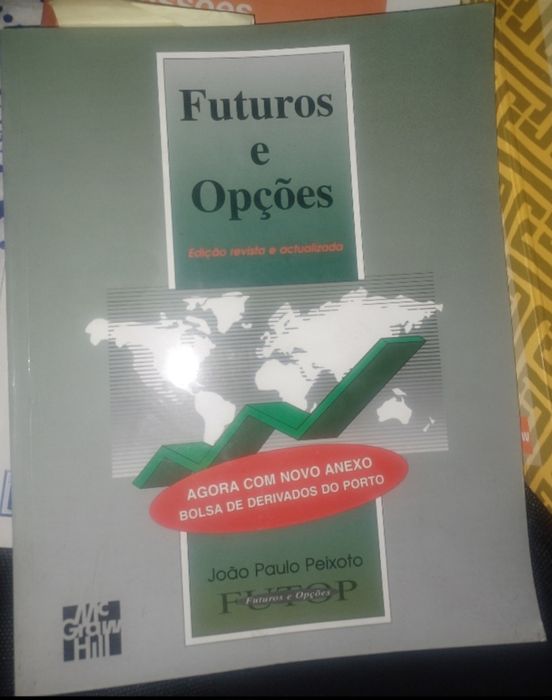 Futuros
e
Opções
Edição revista e actualizada
AGORA COM NOVO ANEXO
BOLSA DE DERIVADOS DO PORTO
João Paulo Peixoto
FUTOP
Futuros e Opções
Mc
Graw
Hill